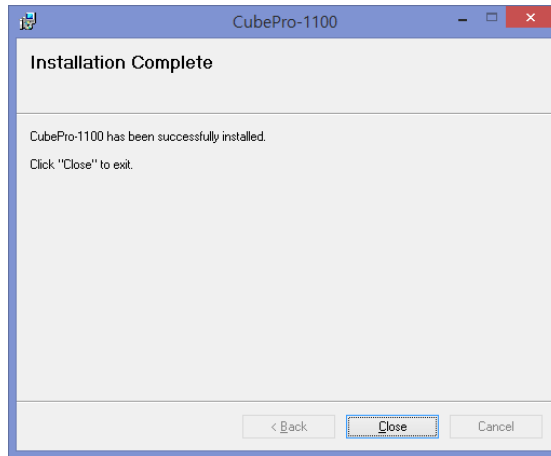 CubePro-1100
Installation Complete
CubePro-1100 has been successfully installed.
Click "Close" to exit.
< Back
Close
Cancel